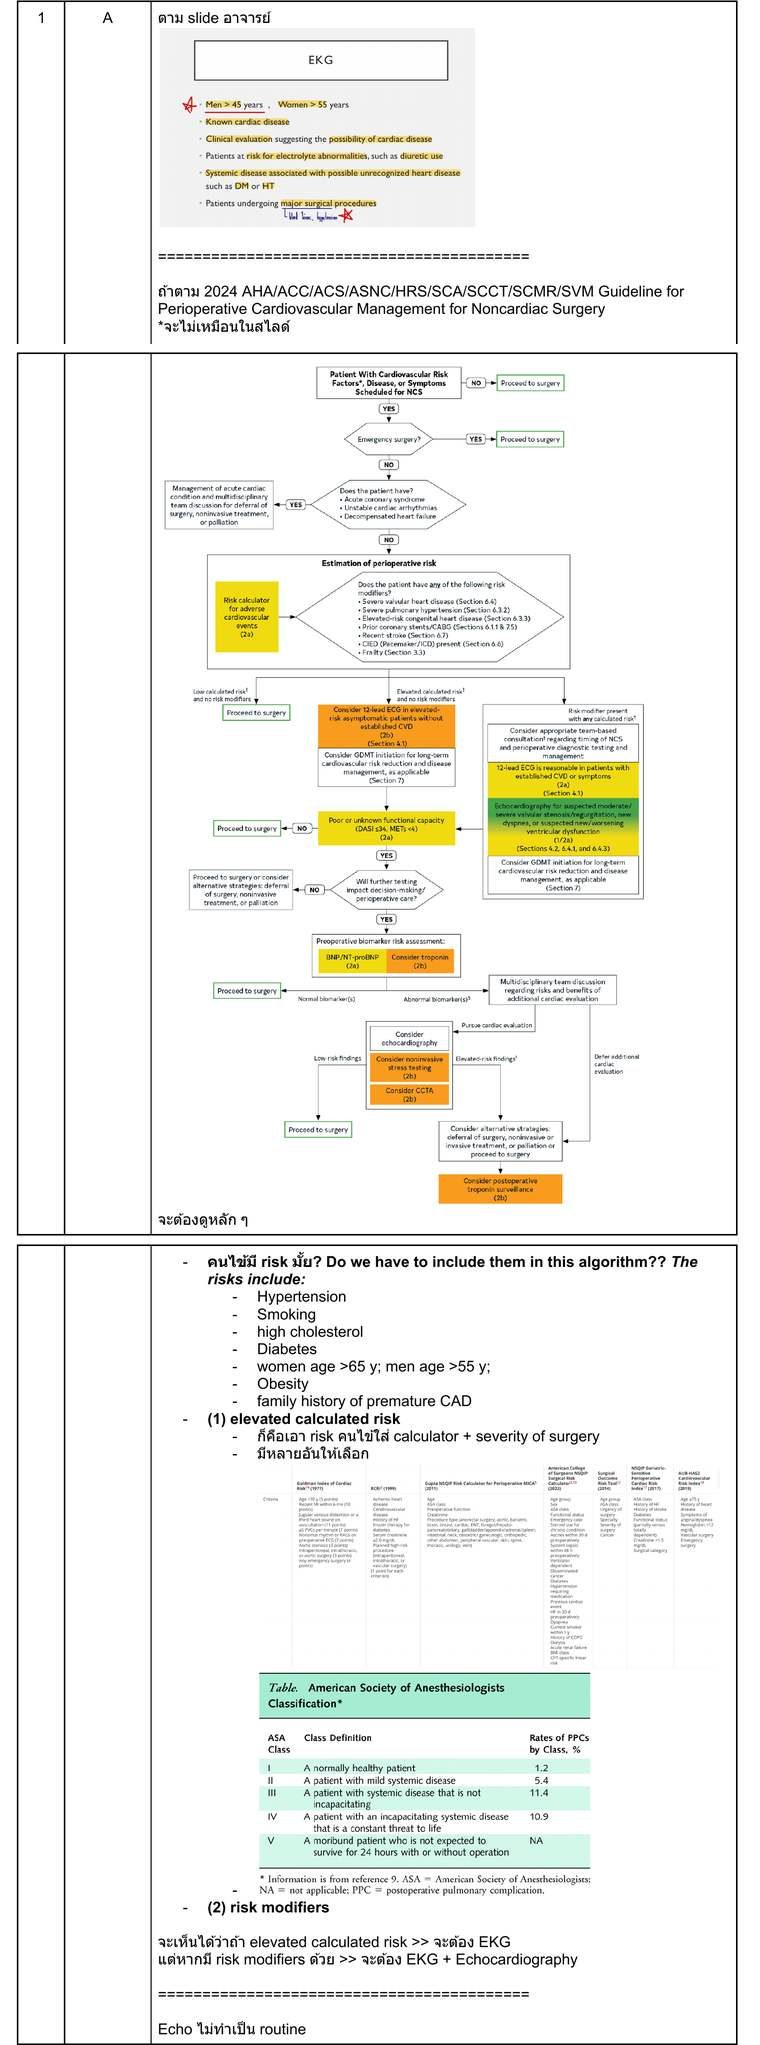 1
A
ตาม slide อาจารย์
EKG
Men > 45 years , Women > 55 years
Known cardiac disease
Clinical evaluation suggesting the possibility of cardiac disease
Patients at risk for electrolyte abnormalities, such as diuretic use
Systemic disease associated with possible unrecognized heart disease
such as DM or HT
Patients undergoing major surgical procedures
==========================================
ถ้าตาม 2024 AHA/ACC/ACS/ASNC/HRS/SCA/SCCT/SCMR/SVM Guideline for
Perioperative Cardiovascular Management for Noncardiac Surgery
*จะไม่เหมือนในสไลด์
Patient With Cardiovascular Risk
Factors*, Disease, or Symptoms
Scheduled for NCS
NO
Proceed to surgery
YES
Emergency surgery?
YES
Proceed to surgery
NO
Does the patient have?
• Acute coronary syndrome
• Unstable cardiac arrhythmias
• Decompensated heart failure
YES
Management of acute cardiac
condition and multidisciplinary
team discussion for deferral of
surgery, noninvasive treatment,
or palliation
NO
Estimation of perioperative risk
Risk calculator
for adverse
cardiovascular
events
(2a)
Does the patient have any of the following risk
modifiers?
• Severe valvular heart disease (Section 6.4)
• Severe pulmonary hypertension (Section 6.3.2)
• Elevated-risk congenital heart disease (Section 6.3.3)
• Prior coronary stents/CABG (Sections 6.1.1 & 7.5)
• Recent stroke (Section 6.7)
• CIED (Pacemaker/ICD) present (Section 6.6)
• Frailty (Section 3.3)
Low calculated risk†
and no risk modifiers
Elevated calculated risk†
and no risk modifiers
Risk modifier present
with any calculated risk†
Proceed to surgery
Consider 12-lead ECG in elevated-
risk asymptomatic patients without
established CVD
(2b)
(Section 4.1)
Consider GDMT initiation for long-term
cardiovascular risk reduction and disease
management, as applicable
(Section 7)
Consider appropriate team-based
consultation‡ regarding timing of NCS
and perioperative diagnostic testing and
management
12-lead ECG is reasonable in patients with
established CVD or symptoms
(2a)
(Section 4.1)
Echocardiography for suspected moderate/
severe valvular stenosis/regurgitation, new
dyspnea, or suspected new/worsening
ventricular dysfunction
(1/2a)
(Sections 4.2, 6.4.1, and 6.4.3)
Consider GDMT initiation for long-term
cardiovascular risk reduction and disease
management, as applicable
(Section 7)
Poor or unknown functional capacity
(DASI ≤34, METs <4)
(2a)
NO
Proceed to surgery
YES
Will further testing
impact decision-making/
perioperative care?
NO
Proceed to surgery or consider
alternative strategies: deferral
of surgery, noninvasive
treatment, or palliation
YES
Preoperative biomarker risk assessment:
BNP/NT-proBNP
(2a)
Consider troponin
(2b)
Proceed to surgery
Normal biomarker(s)
Abnormal biomarker(s)§
Multidisciplinary team discussion
regarding risks and benefits of
additional cardiac evaluation
Pursue cardiac evaluation
Defer additional
cardiac
evaluation
Consider
echocardiography
Consider noninvasive
stress testing
(2b)
Consider CCTA
(2b)
Low-risk findings
Elevated-risk findings
Proceed to surgery
Consider alternative strategies:
deferral of surgery, noninvasive or
invasive treatment, or palliation or
proceed to surgery
Consider postoperative
troponin surveillance
(2b)
จะต้องดูหลัก ๆ
- คนไข้มี risk มั้ย? Do we have to include them in this algorithm?? The
risks include:
- Hypertension
- Smoking
- high cholesterol
- Diabetes
- women age >65 y; men age >55 y;
- Obesity
- family history of premature CAD
- (1) elevated calculated risk
- ก็คือเอา risk คนไข้ใส่ calculator + severity of surgery
- มีหลายอันให้เลือก
Table. American Society of Anesthesiologists
Classification*
ASA Class
Class Definition
Rates of PPCs by Class, %
I A normally healthy patient 1.2
II A patient with mild systemic disease 5.4
III A patient with systemic disease that is not 11.4
incapacitating
IV A patient with an incapacitating systemic disease 10.9
that is a constant threat to life
V A moribund patient who is not expected to NA
survive for 24 hours with or without operation
* Information is from reference 9. ASA = American Society of Anesthesiologists;
- NA = not applicable; PPC = postoperative pulmonary complication.
- (2) risk modifiers
จะเห็นได้ว่าถ้า elevated calculated risk >> จะต้อง EKG
แต่หากมี risk modifiers ด้วย >> จะต้อง EKG + Echocardiography
==========================================
Echo ไม่ทำเป็น routine